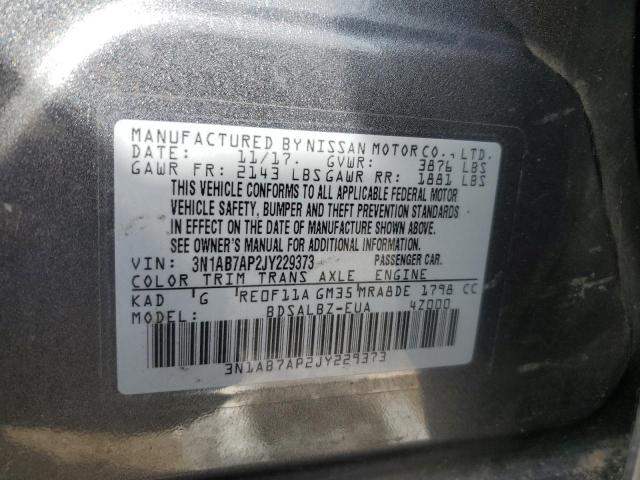 MANUFACTURED BY NISSAN MOTOR CO., LTD.
DATE: 11/17. GVWR: 3876 LBS
GAWR FR: 2143 LBS GAWR RR: 1881 LBS
THIS VEHICLE CONFORMS TO ALL APPLICABLE FEDERAL MOTOR
VEHICLE SAFETY, BUMPER AND THEFT PREVENTION STANDARDS
IN EFFECT ON THE DATE OF MANUFACTURE SHOWN ABOVE.
SEE OWNER'S MANUAL FOR ADDITIONAL INFORMATION.
VIN: 3N1AB7AP2JY229373 PASSENGER CAR.
COLOR TRIM TRANS AXLE ENGINE
KAD G RE0F11A GM35 MRA8DE 1798 CC
MODEL: BDSALBZ-EUA 4Z000
3N1AB7AP2JY229373